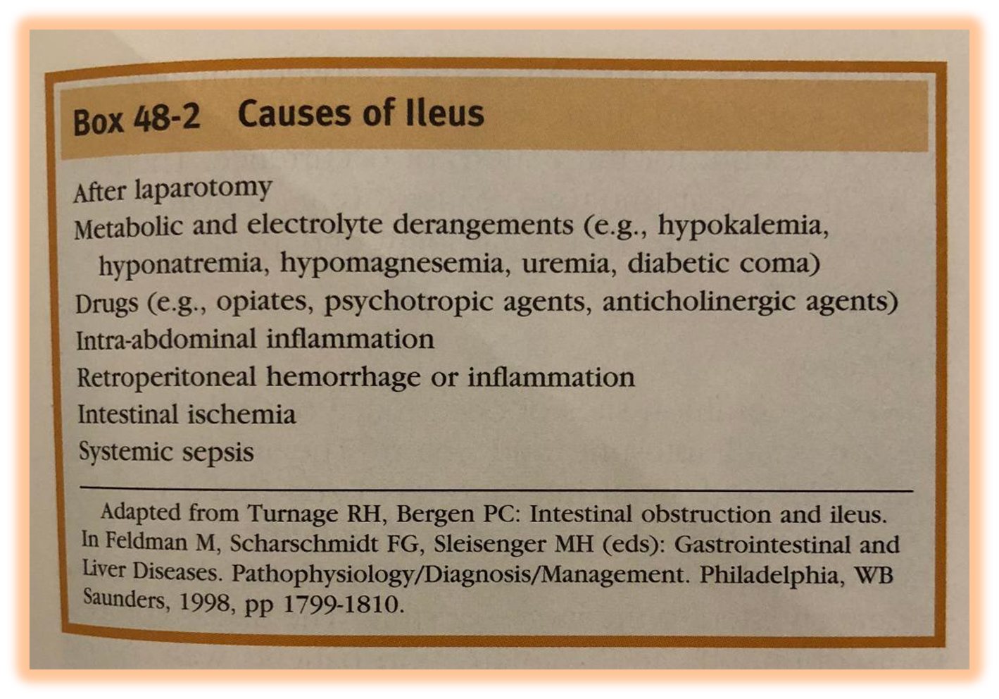 Box 48-2 Causes of Ileus
After laparotomy
Metabolic and electrolyte derangements (e.g., hypokalemia,
hyponatremia, hypomagnesemia, uremia, diabetic coma)
Drugs (e.g., opiates, psychotropic agents, anticholinergic agents)
Intra-abdominal inflammation
Retroperitoneal hemorrhage or inflammation
Intestinal ischemia
Systemic sepsis
Adapted from Turnage RH, Bergen PC: Intestinal obstruction and ileus.
In Feldman M, Scharschmidt FG, Sleisenger MH (eds): Gastrointestinal and
Liver Diseases. Pathophysiology/Diagnosis/Management. Philadelphia, WB
Saunders, 1998, pp 1799-1810.